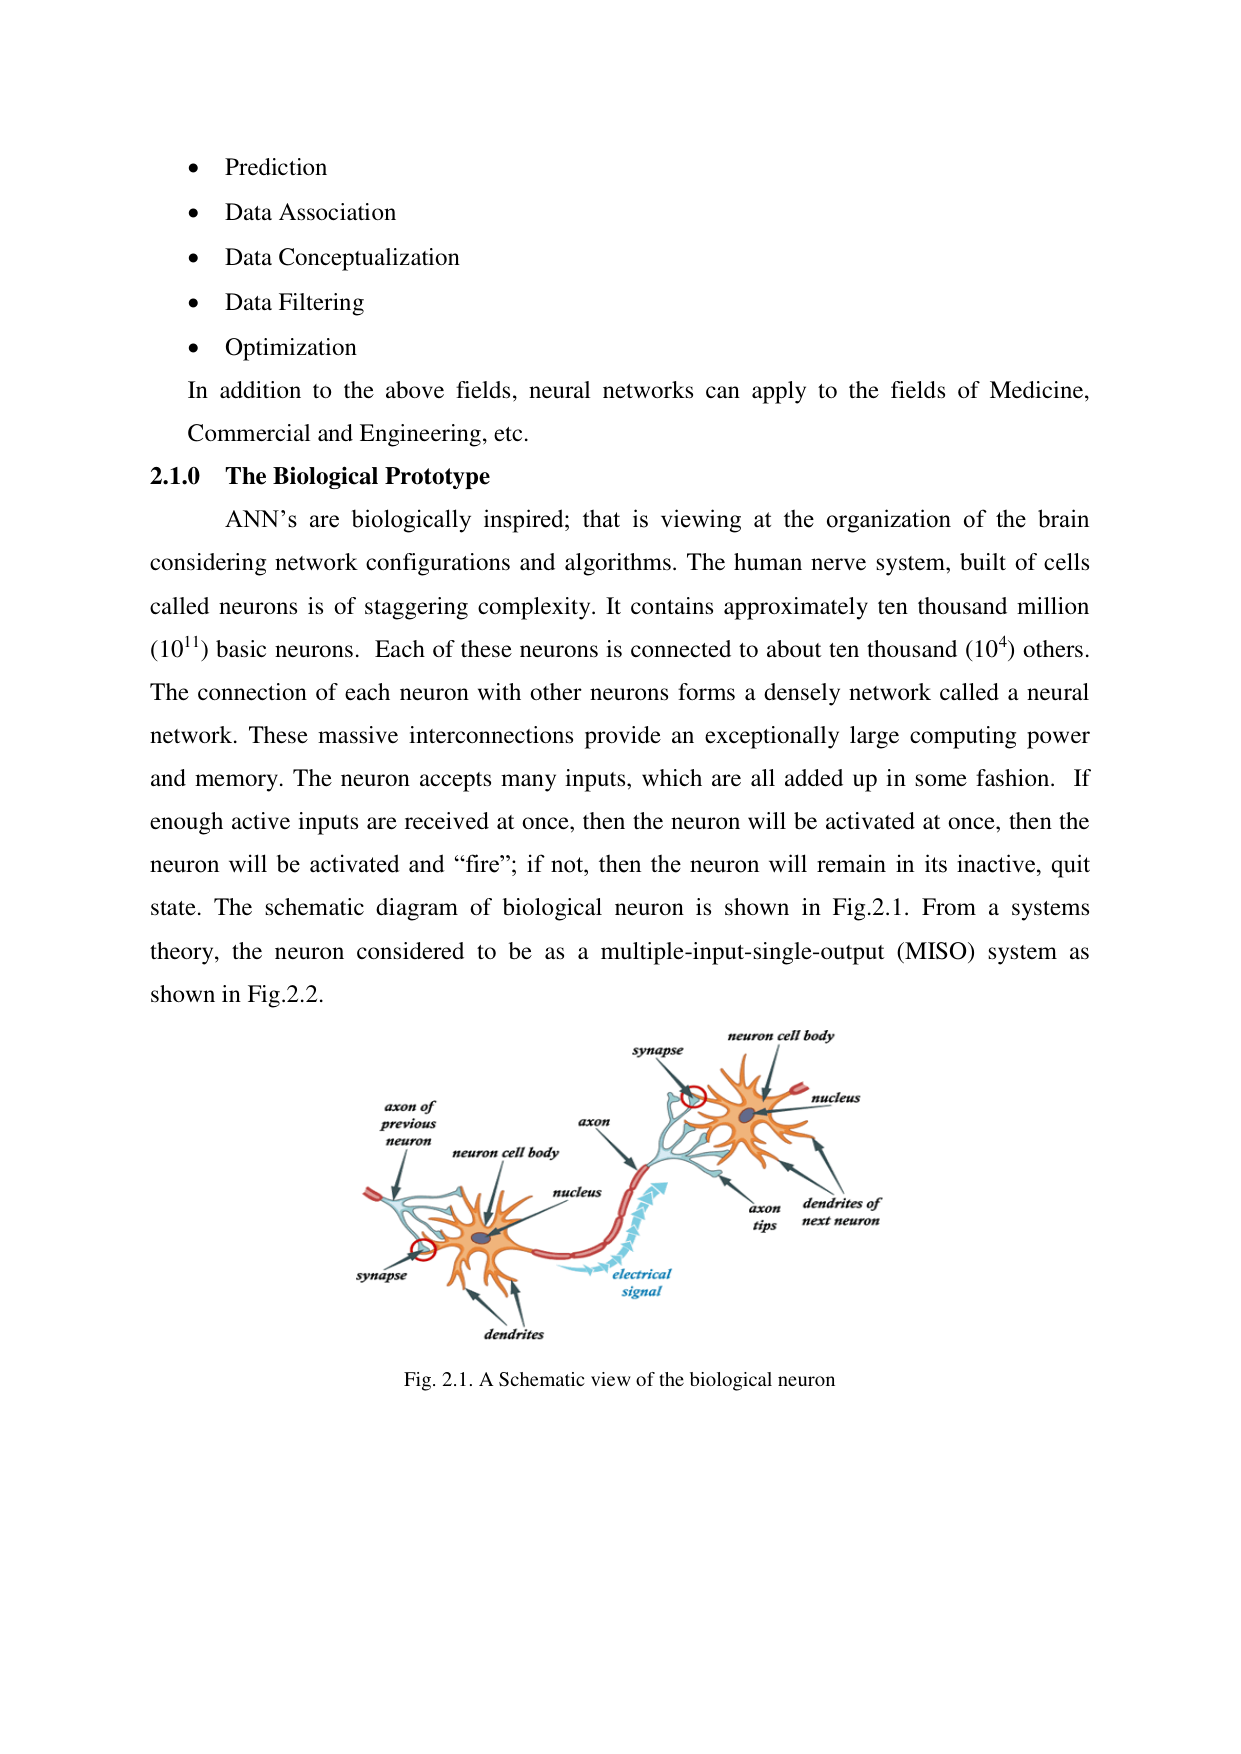 • Prediction
• Data Association
• Data Conceptualization
• Data Filtering
• Optimization
In addition to the above fields, neural networks can apply to the fields of Medicine,
Commercial and Engineering, etc.
2.1.0 The Biological Prototype
ANN’s are biologically inspired; that is viewing at the organization of the brain
considering network configurations and algorithms. The human nerve system, built of cells
called neurons is of staggering complexity. It contains approximately ten thousand million
(10¹¹) basic neurons. Each of these neurons is connected to about ten thousand (10⁴) others.
The connection of each neuron with other neurons forms a densely network called a neural
network. These massive interconnections provide an exceptionally large computing power
and memory. The neuron accepts many inputs, which are all added up in some fashion. If
enough active inputs are received at once, then the neuron will be activated at once, then the
neuron will be activated and “fire”; if not, then the neuron will remain in its inactive, quit
state. The schematic diagram of biological neuron is shown in Fig.2.1. From a systems
theory, the neuron considered to be as a multiple-input-single-output (MISO) system as
shown in Fig.2.2.
neuron cell body
synapse
nucleus
axon of
previous
neuron
axon
neuron cell body
nucleus
axon
tips
dendrites of
next neuron
synapse
electrical
signal
dendrites
Fig. 2.1. A Schematic view of the biological neuron